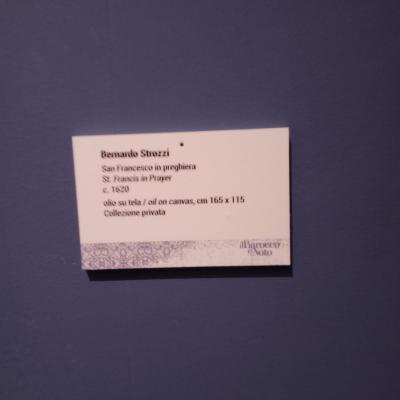 Bernardo Strozzi
San Francesco in preghiera
St. Francis in Prayer
c. 1620
olio su tela / oil on canvas, cm 165 x 115
Collezione privata
il Barocco
Noto